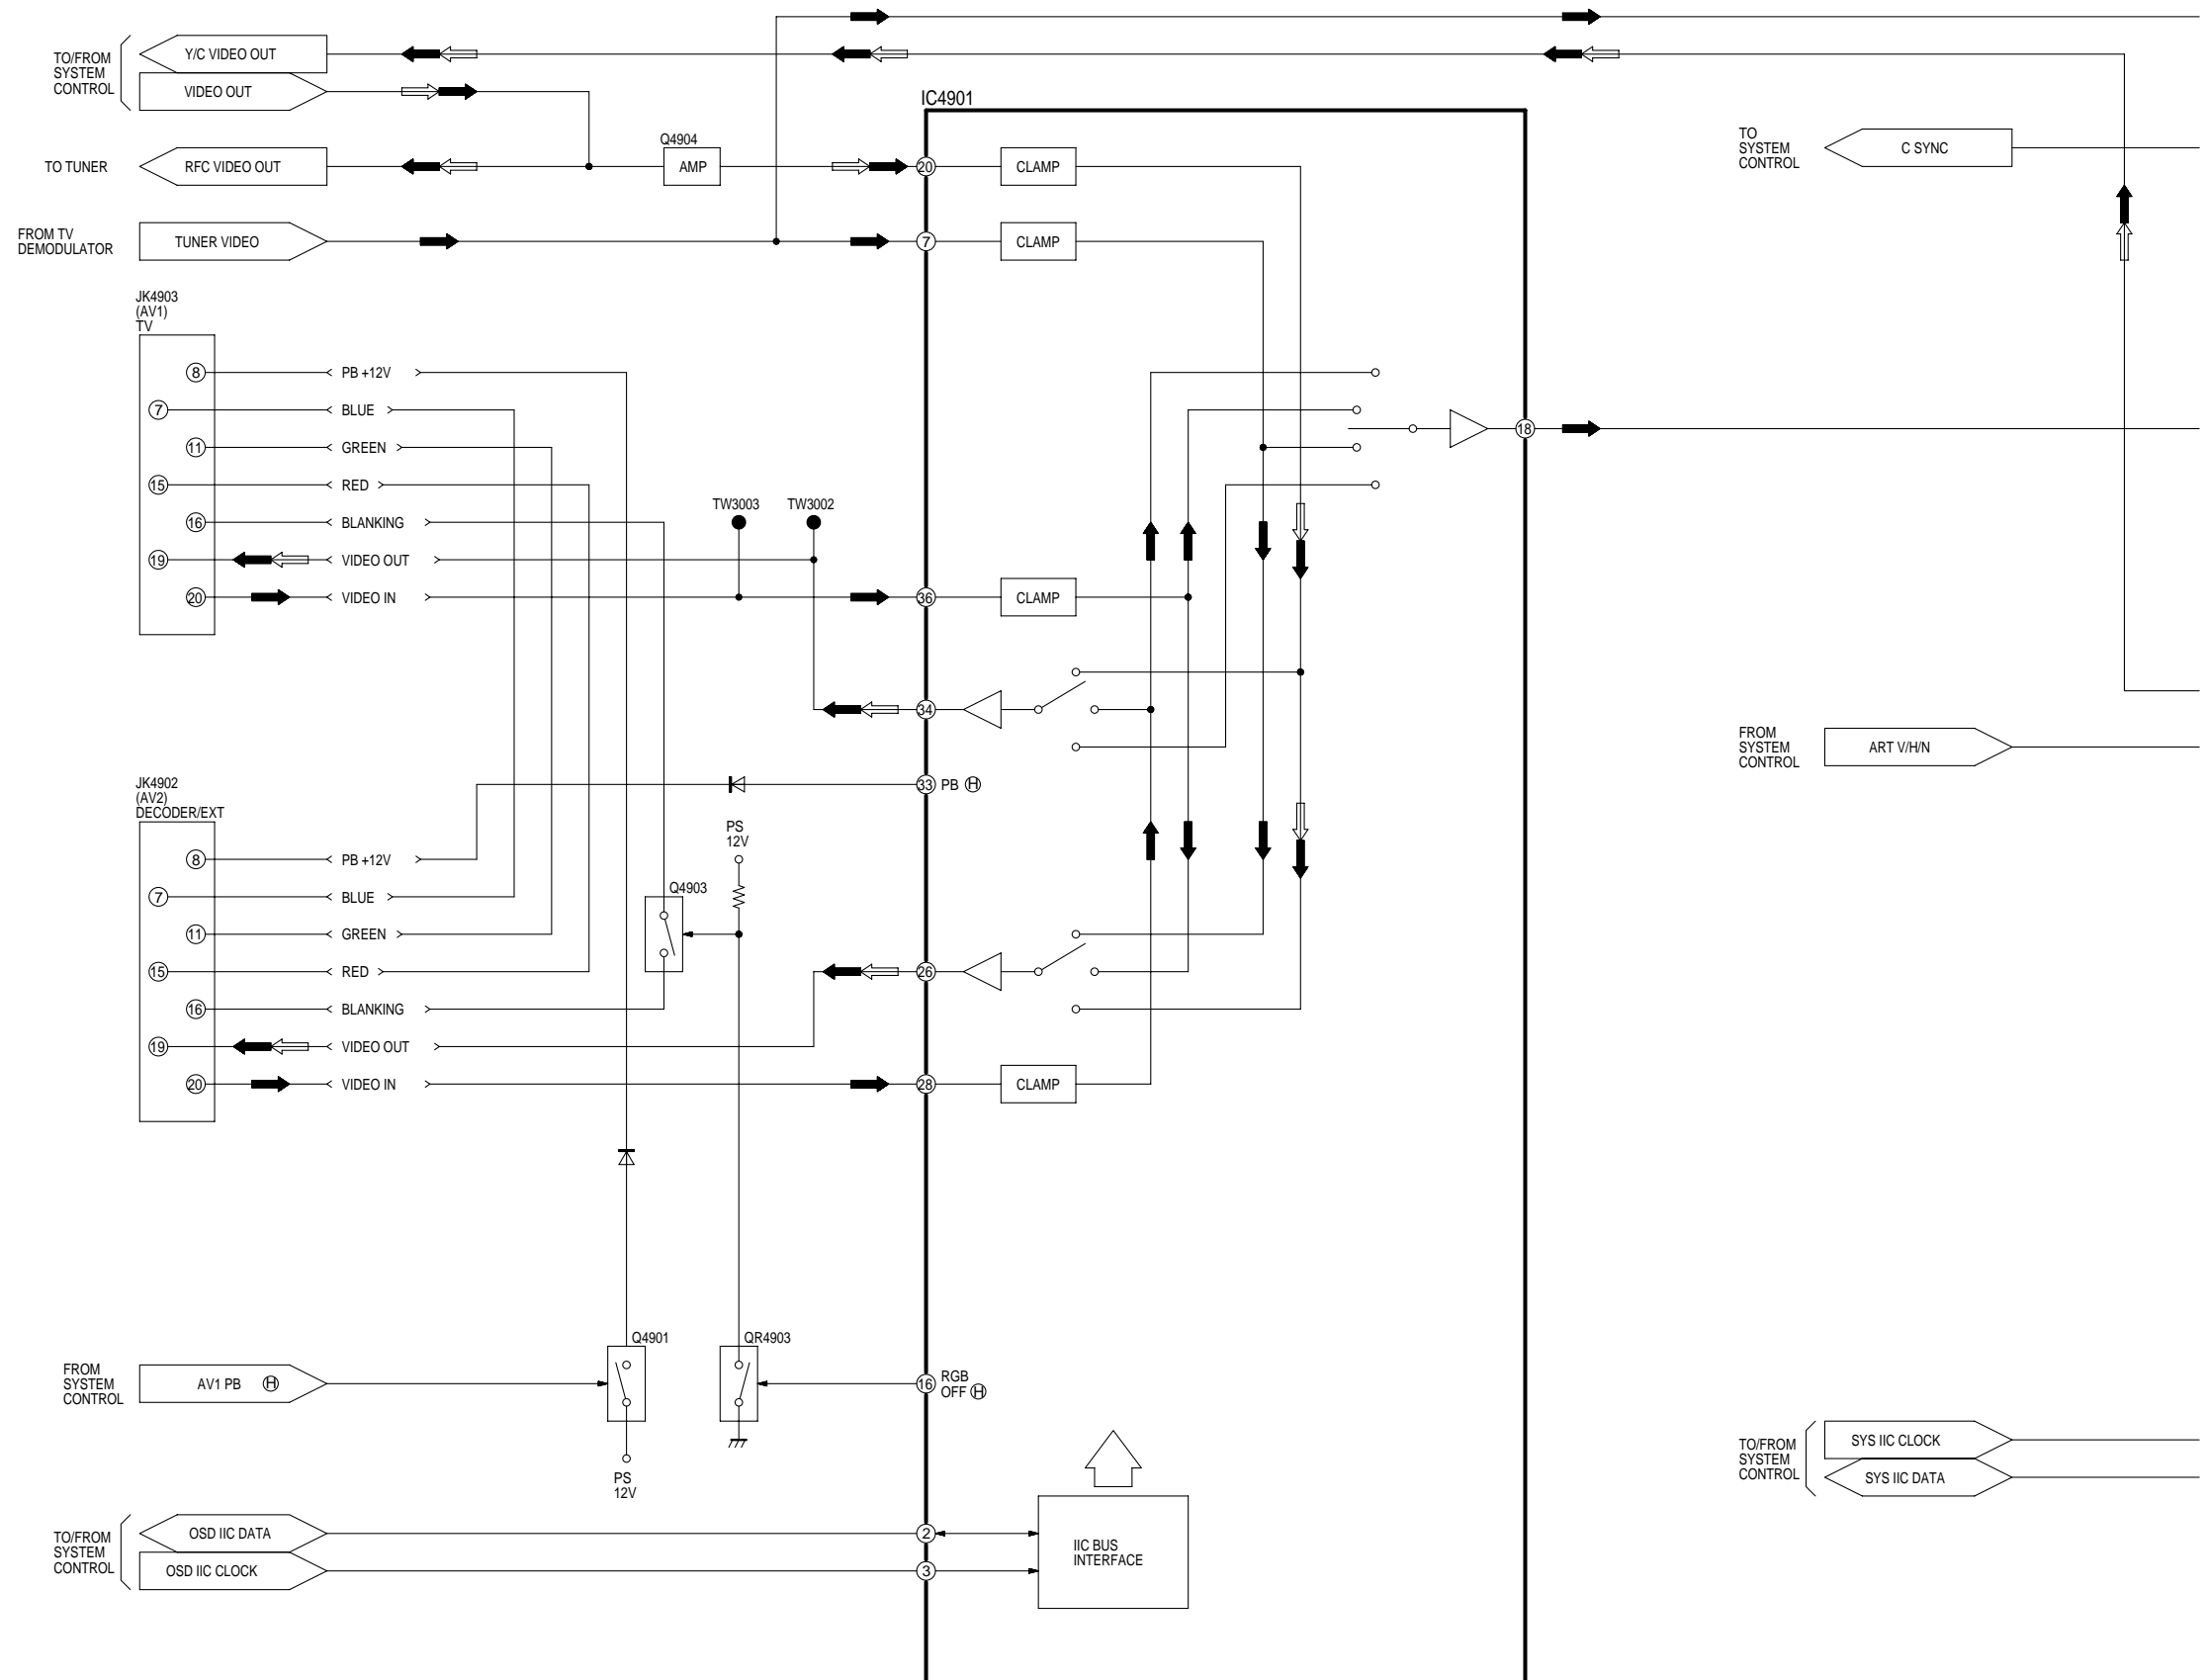 TO/FROM
SYSTEM
CONTROL
Y/C VIDEO OUT
VIDEO OUT
IC4901
TO TUNER
RFC VIDEO OUT
Q4904
AMP
20
CLAMP
TO
SYSTEM
CONTROL
C SYNC
FROM TV
DEMODULATOR
TUNER VIDEO
7
CLAMP
JK4903
(AV1)
TV
8
PB +12V
7
BLUE
11
GREEN
18
15
RED
16
BLANKING
TW3003
TW3002
19
VIDEO OUT
20
VIDEO IN
36
CLAMP
34
FROM
SYSTEM
CONTROL
ART V/H/N
33
PB H
JK4902
(AV2)
DECODER/EXT
8
PB +12V
PS
12V
7
BLUE
Q4903
11
GREEN
15
RED
26
16
BLANKING
19
VIDEO OUT
20
VIDEO IN
28
CLAMP
FROM
SYSTEM
CONTROL
AV1 PB H
Q4901
QR4903
16
RGB
OFF H
PS
12V
TO/FROM
SYSTEM
CONTROL
SYS IIC CLOCK
SYS IIC DATA
TO/FROM
SYSTEM
CONTROL
OSD IIC DATA
OSD IIC CLOCK
2
3
IIC BUS
INTERFACE